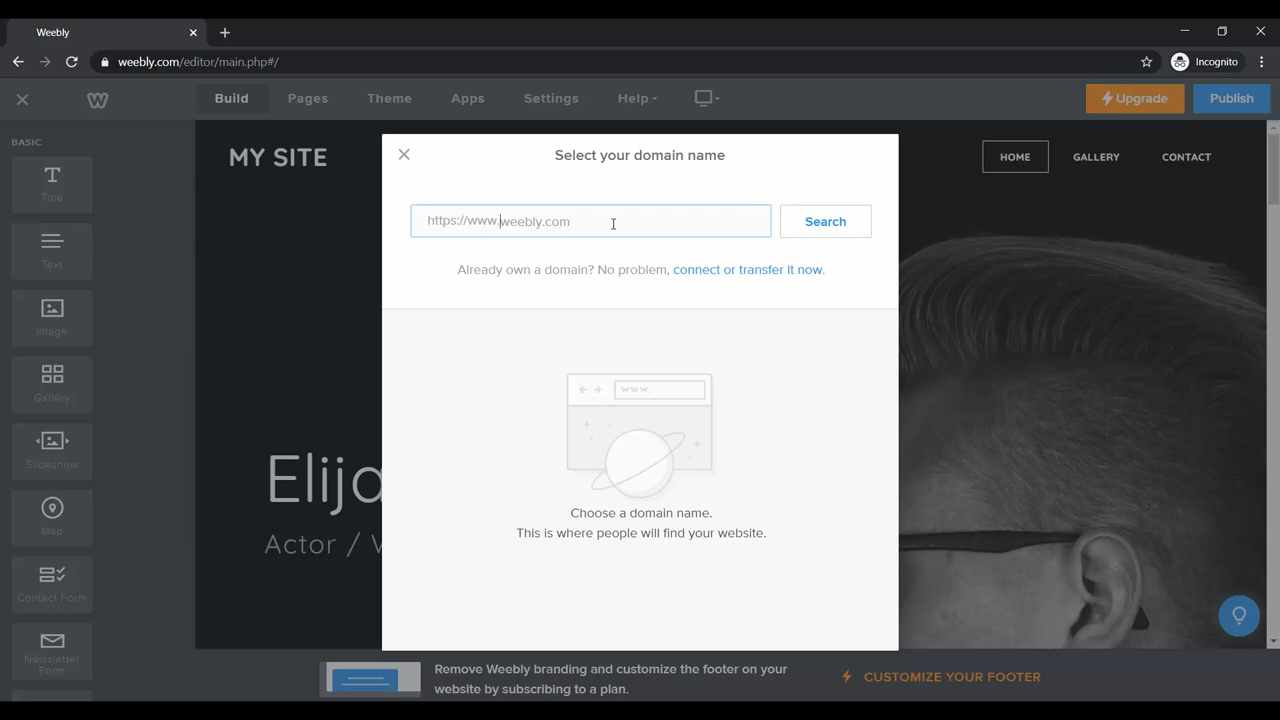 Weebly
weebly.com/editor/main.php#/
Incognito
Build
Pages
Theme
Apps
Settings
Help
Upgrade
Publish
BASIC
Title
Text
Image
Gallery
Slideshow
Map
Contact Form
Newsletter
Form
MY SITE
HOME
GALLERY
CONTACT
Elija
Actor /
Select your domain name
https://www.weebly.com
Search
Already own a domain? No problem, connect or transfer it now.
www.
Choose a domain name.
This is where people will find your website.
Remove Weebly branding and customize the footer on your
website by subscribing to a plan.
CUSTOMIZE YOUR FOOTER